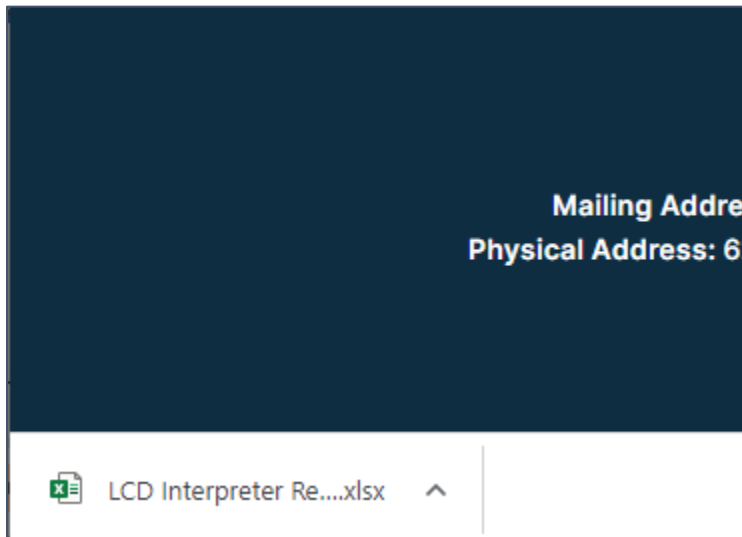 Mailing Addre
Physical Address: 6
LCD Interpreter Re....xlsx